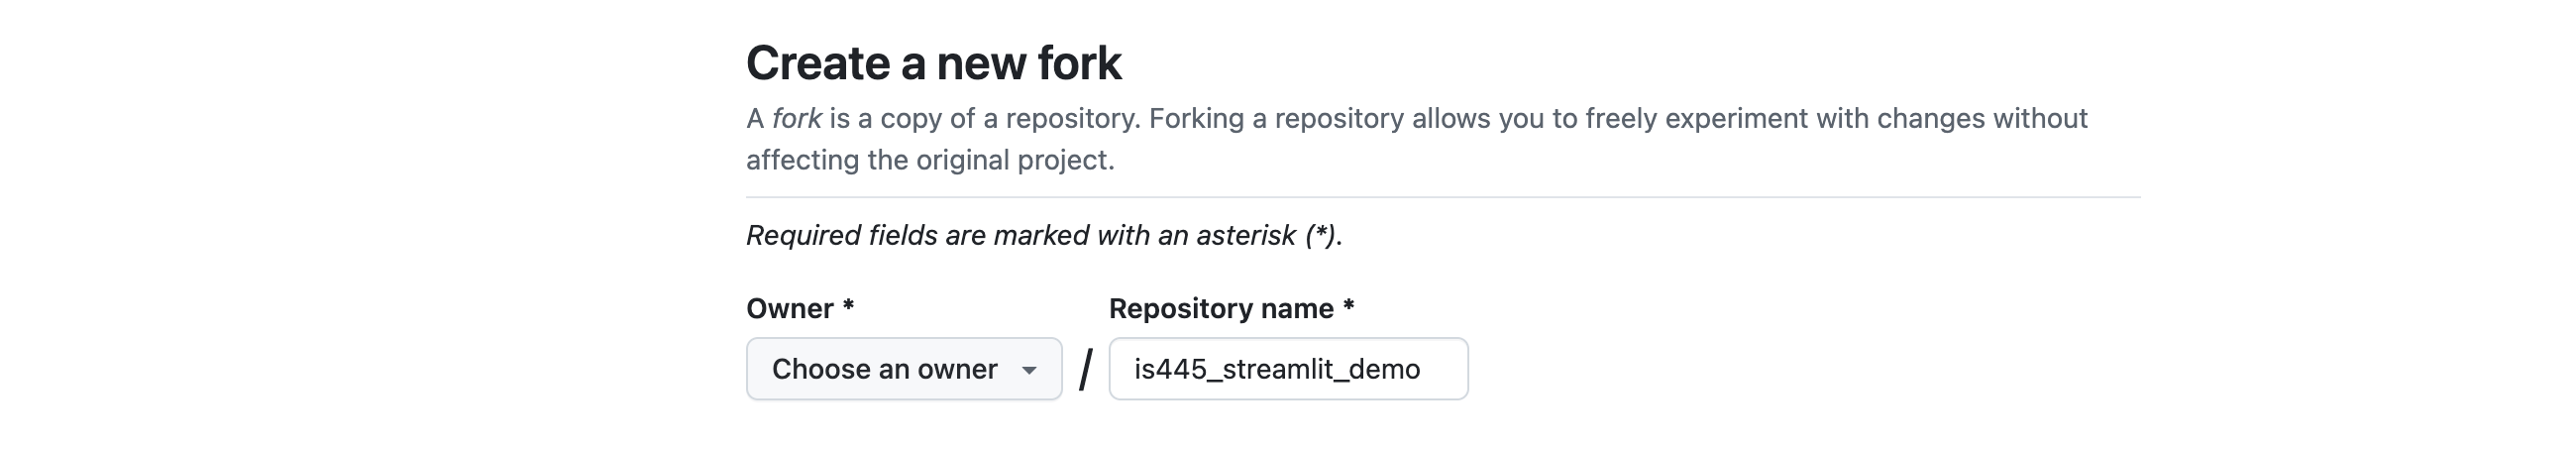 Create a new fork
A fork is a copy of a repository. Forking a repository allows you to freely experiment with changes without
affecting the original project.
Required fields are marked with an asterisk (*).
Owner *
Repository name *
Choose an owner
/
is445_streamlit_demo